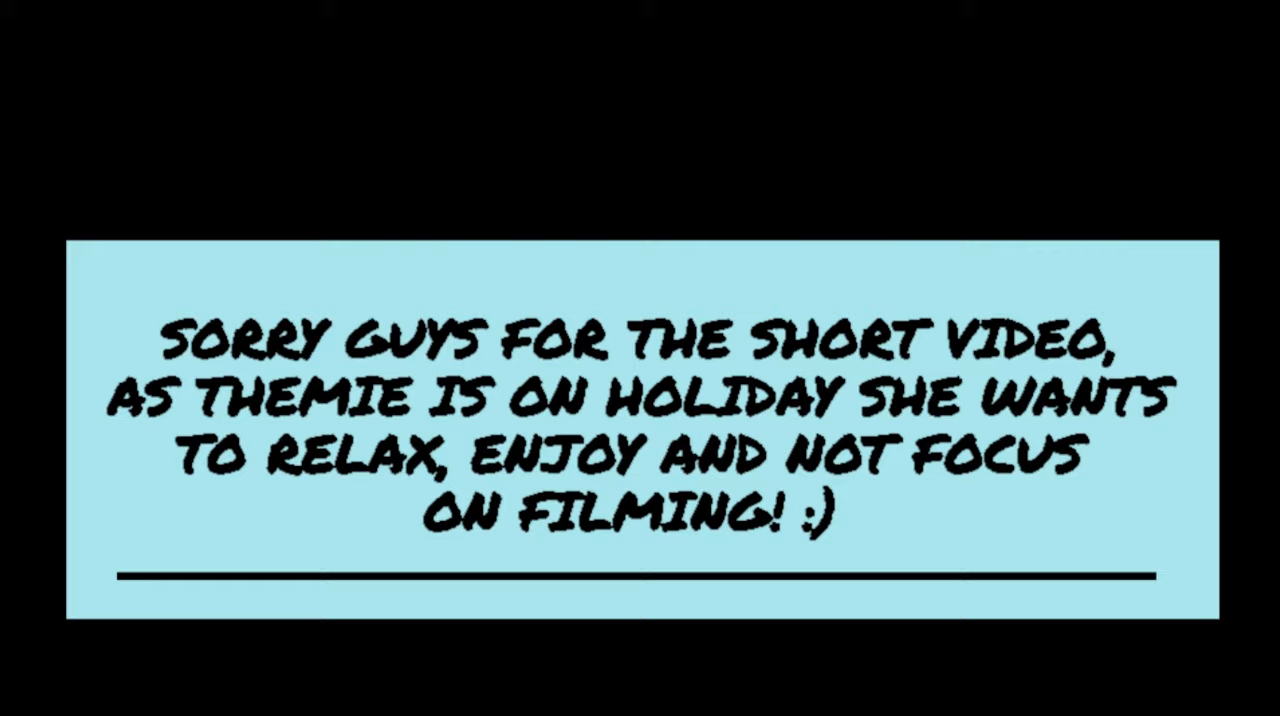 SORRY GUYS FOR THE SHORT VIDEO,
AS THEMIE IS ON HOLIDAY SHE WANTS
TO RELAX, ENJOY AND NOT FOCUS
ON FILMING! :)